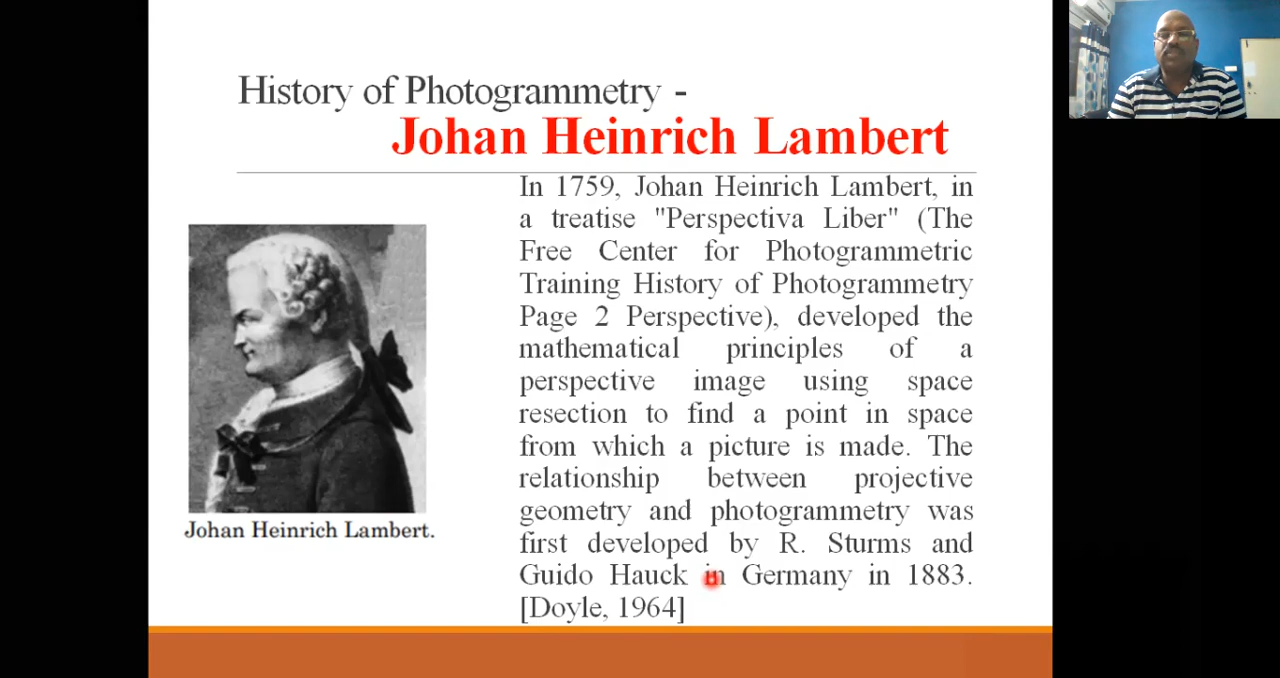 History of Photogrammetry -
Johan Heinrich Lambert
In 1759, Johan Heinrich Lambert, in
a treatise "Perspectiva Liber" (The
Free Center for Photogrammetric
Training History of Photogrammetry
Page 2 Perspective), developed the
mathematical principles of a
perspective image using space
resection to find a point in space
from which a picture is made. The
relationship between projective
geometry and photogrammetry was
first developed by R. Sturms and
Guido Hauck in Germany in 1883.
[Doyle, 1964]
Johan Heinrich Lambert.